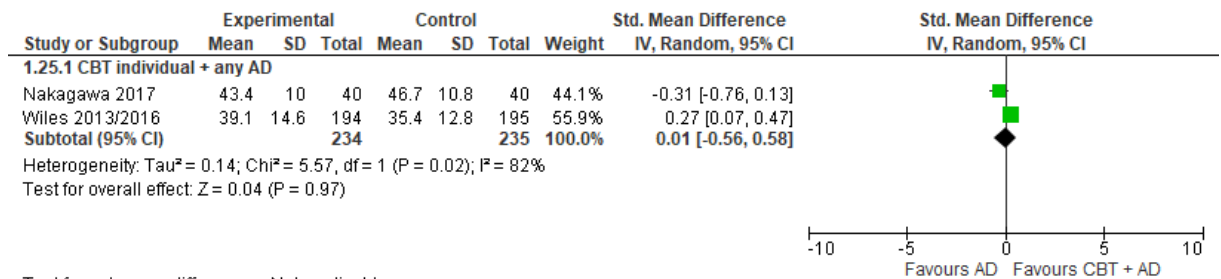 Experimental Control Std. Mean Difference Std. Mean Difference
Study or Subgroup Mean SD Total Mean SD Total Weight IV, Random, 95% CI IV, Random, 95% CI
1.25.1 CBT individual + any AD
Nakagawa 2017 43.4 10 40 46.7 10.8 40 44.1% -0.31 [-0.76, 0.13]
Wiles 2013/2016 39.1 14.6 194 35.4 12.8 195 55.9% 0.27 [0.07, 0.47]
Subtotal (95% CI) 234 235 100.0% 0.01 [-0.56, 0.58]
Heterogeneity: Tau² = 0.14; Chi² = 5.57, df = 1 (P = 0.02); I² = 82%
Test for overall effect: Z = 0.04 (P = 0.97)
-10 -5 0 5 10
Favours AD Favours CBT + AD